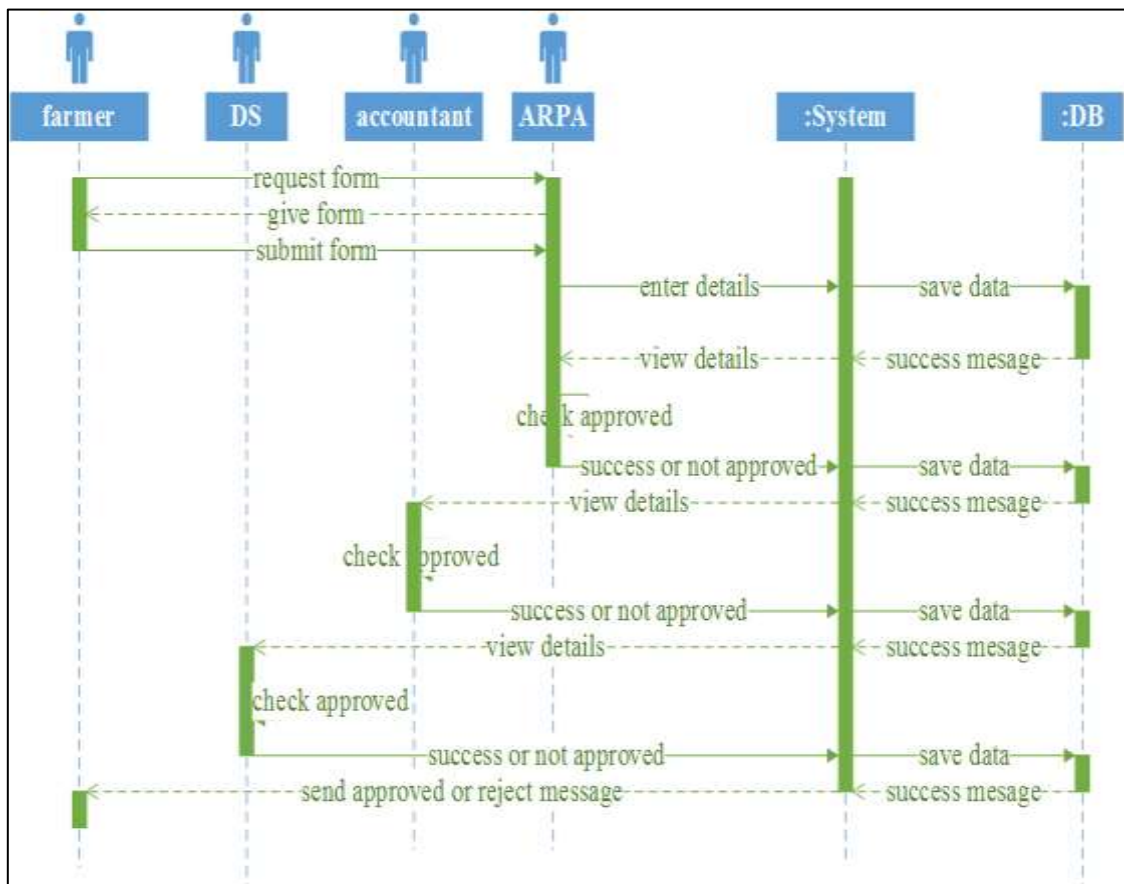 farmer
DS
accountant
ARPA
:System
:DB
request form
give form
submit form
enter details
save data
view details
success mesage
check approved
success or not approved
save data
view details
success mesage
check approved
success or not approved
save data
view details
success mesage
check approved
success or not approved
save data
send approved or reject message
success mesage